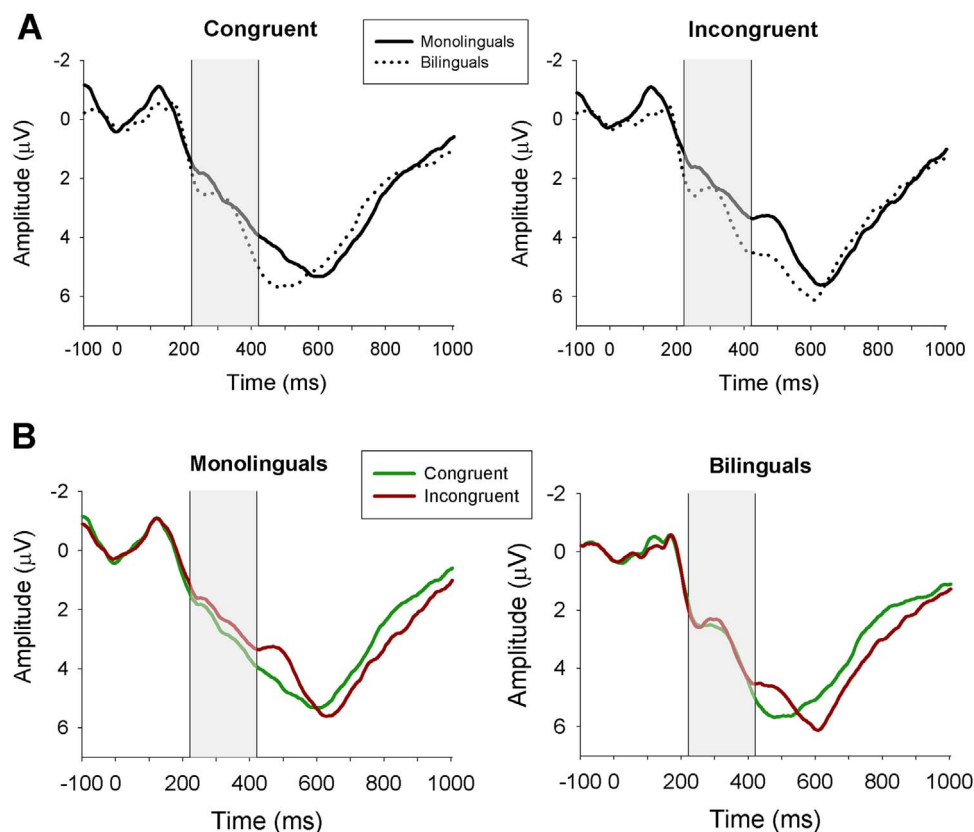 A
Congruent
Monolinguals
Bilinguals
Incongruent
-2
0
2
4
6
Amplitude (μV)
-100 0 200 400 600 800 1000
Time (ms)
-2
0
2
4
6
Amplitude (μV)
-100 0 200 400 600 800 1000
Time (ms)
B
Monolinguals
Congruent
Incongruent
Bilinguals
-2
0
2
4
6
Amplitude (μV)
-100 0 200 400 600 800 1000
Time (ms)
-2
0
2
4
6
Amplitude (μV)
-100 0 200 400 600 800 1000
Time (ms)